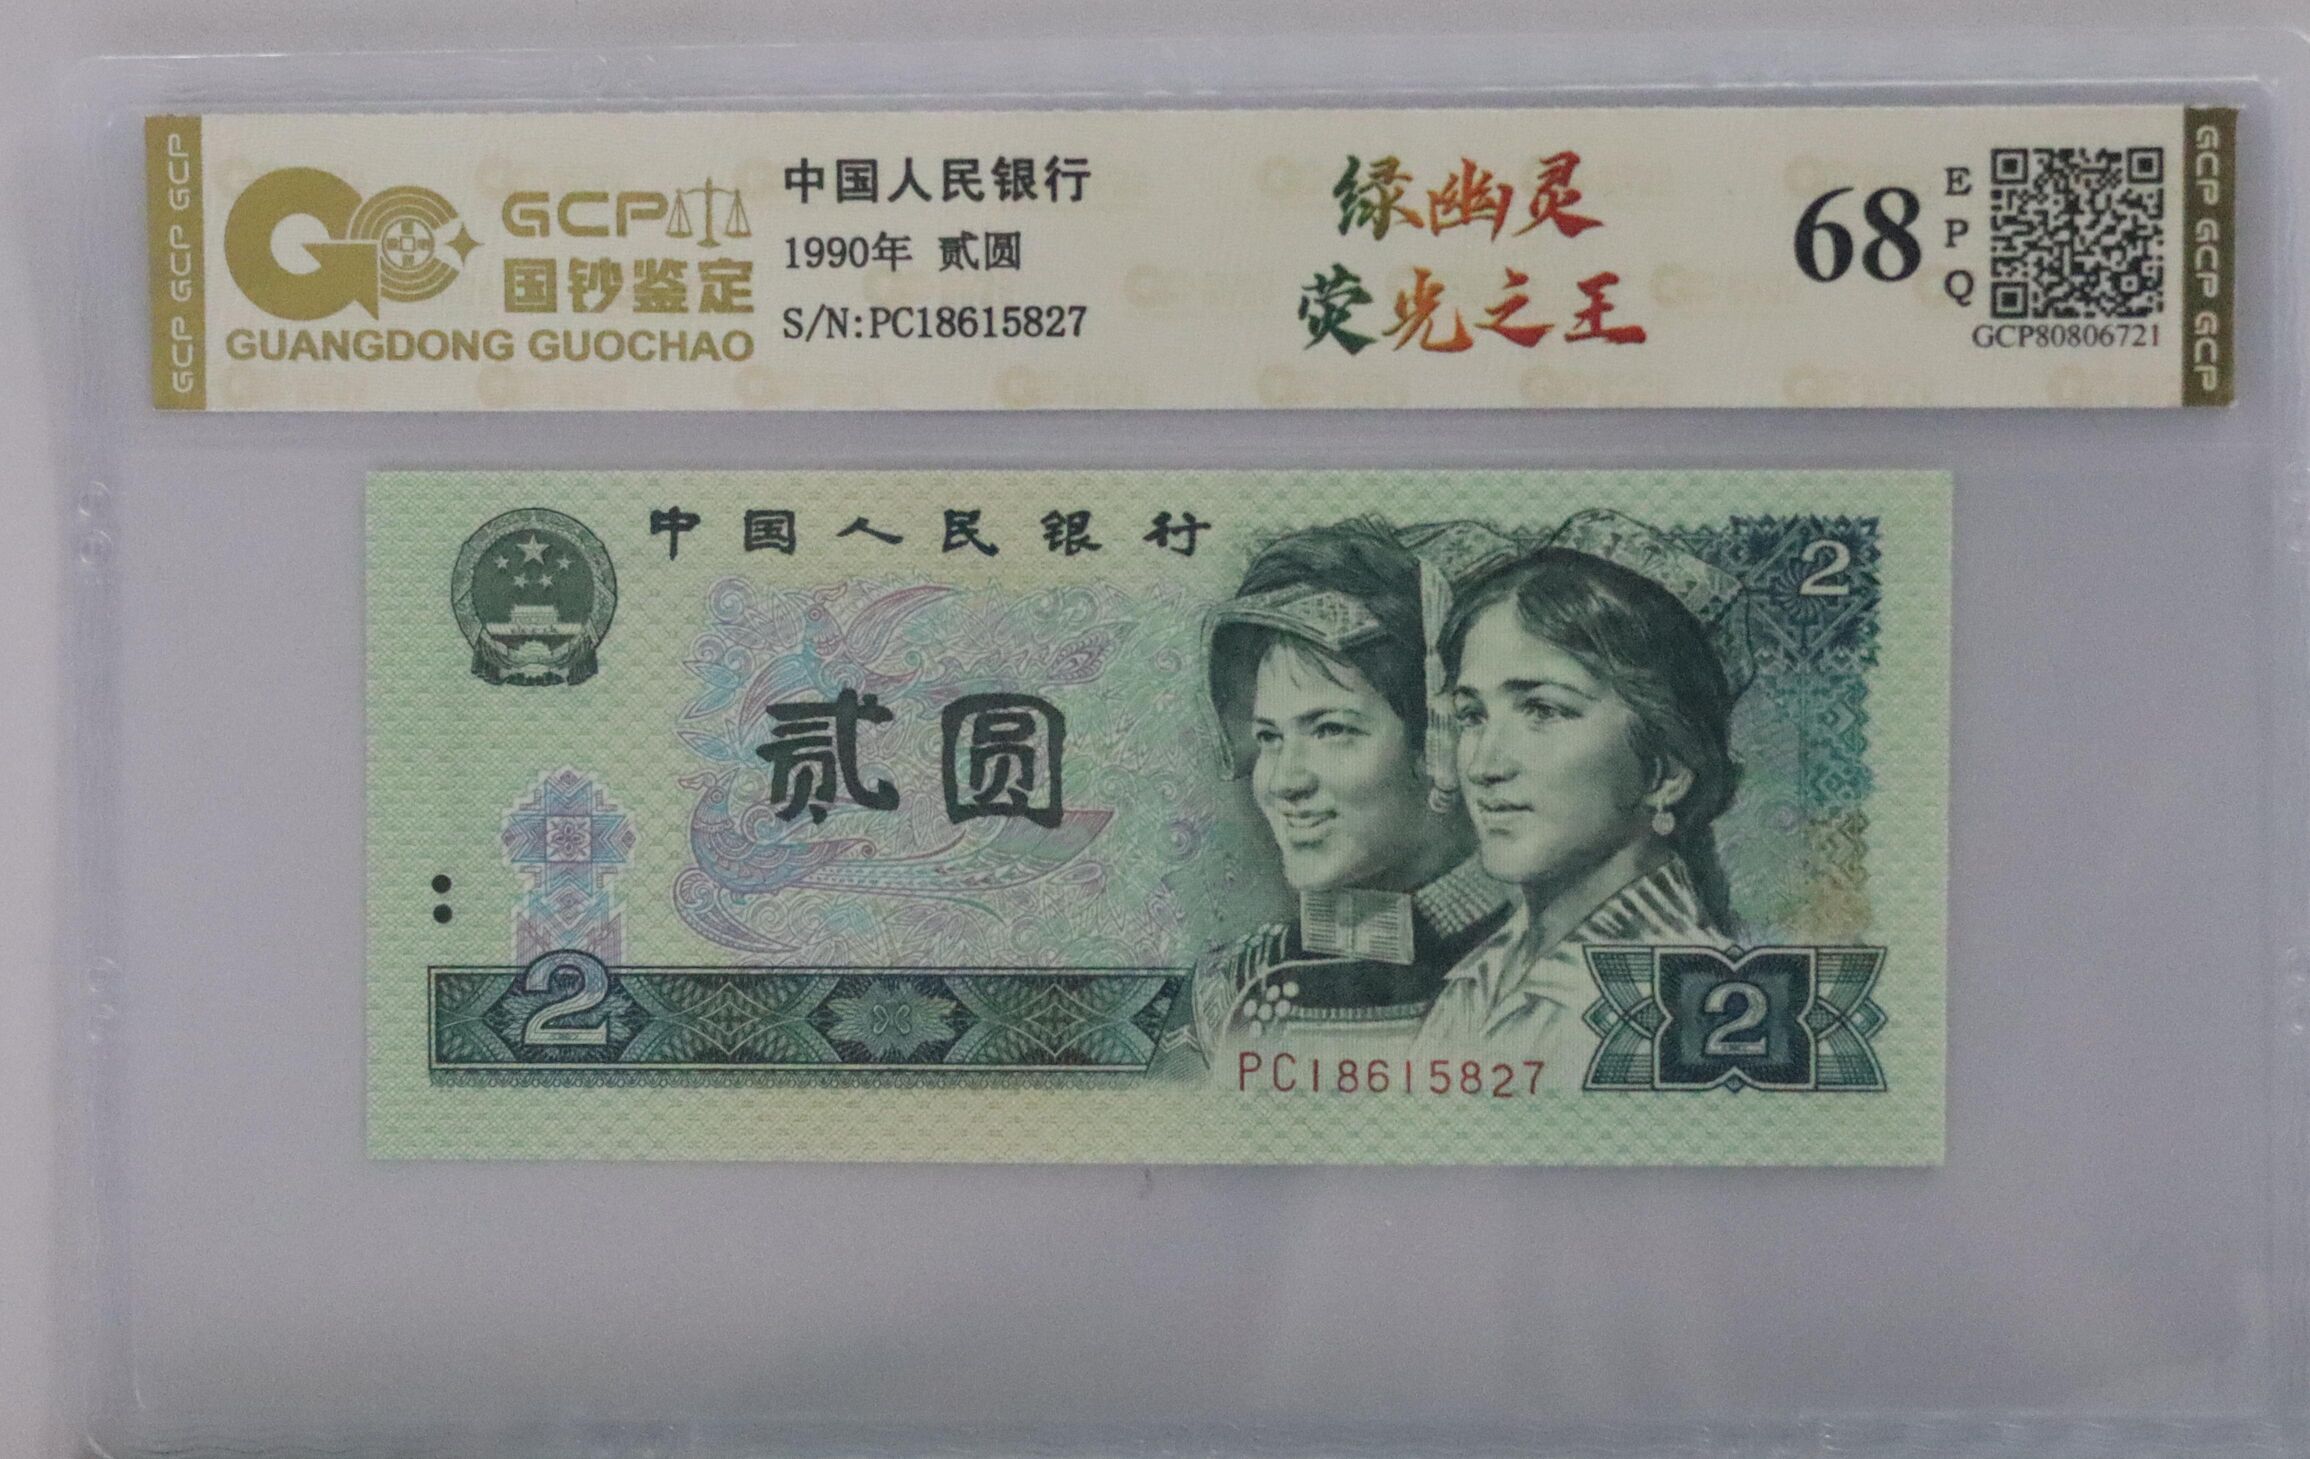 GCP GCP GCP
GCP
国钞鉴定
GUANGDONG GUOCHAO
中国人民银行
1990年 贰圆
S/N:PC18615827
绿幽灵
荧光之王
68
EPQ
GCP80806721
GCP GCP GCP
中国人民银行
2
贰圆
2
2
PC18615827